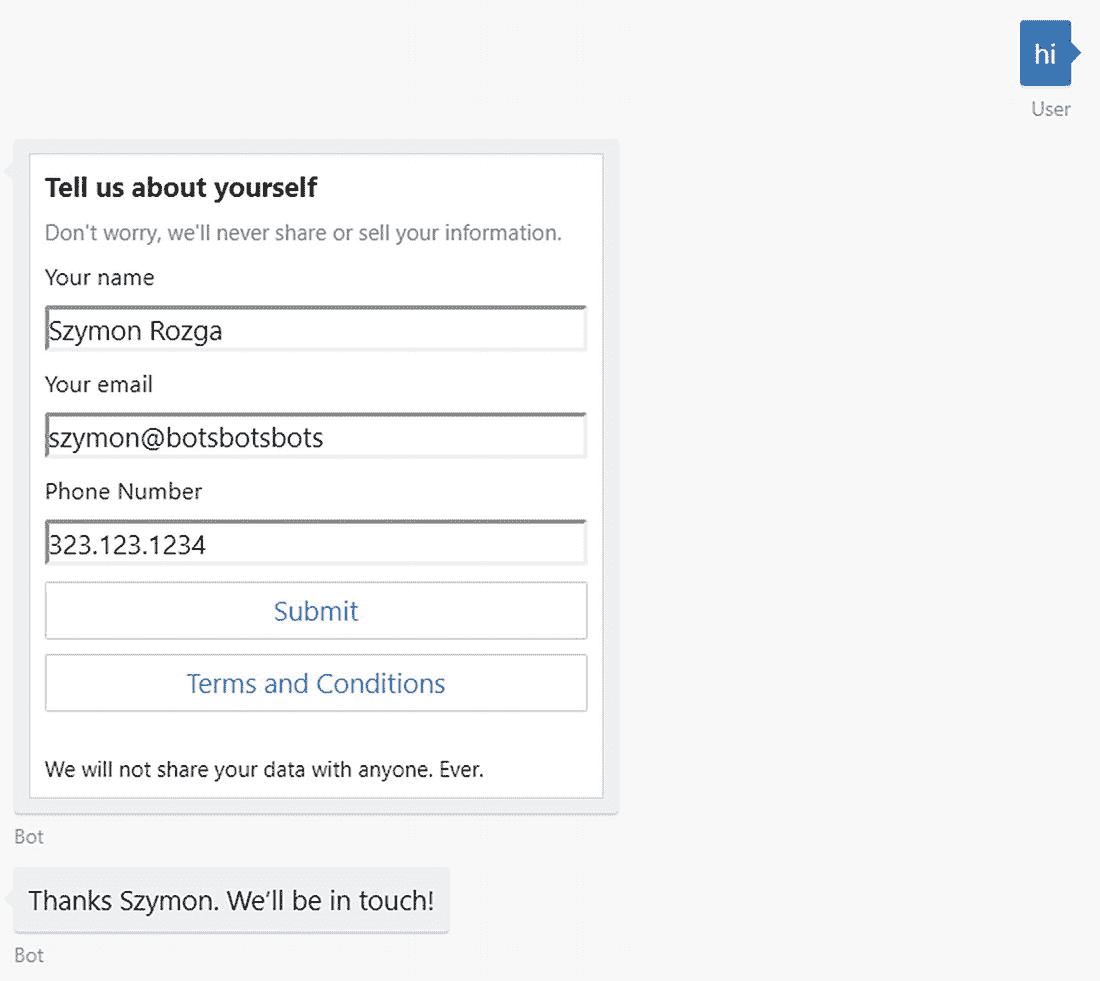 hi
User
Tell us about yourself
Don't worry, we'll never share or sell your information.
Your name
Szymon Rozga
Your email
szymon@botsbotsbots
Phone Number
323.123.1234
Submit
Terms and Conditions
We will not share your data with anyone. Ever.
Bot
Thanks Szymon. We’ll be in touch!
Bot